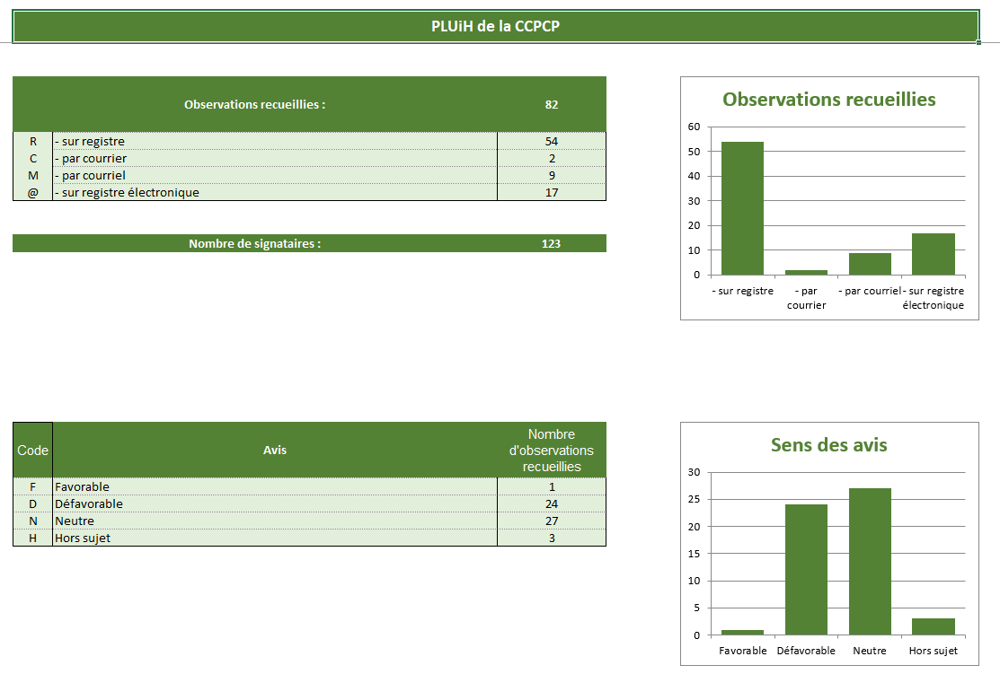 PLUiH de la CCPCP
Observations recueillies : 82
R - sur registre 54
C - par courrier 2
M - par courriel 9
@ - sur registre électronique 17
Nombre de signataires : 123
Observations recueillies
60
50
40
30
20
10
0
- sur registre
- par
courrier
- par courriel
- sur registre
électronique
Code
Avis
Nombre
d'observations
recueillies
F Favorable 1
D Défavorable 24
N Neutre 27
H Hors sujet 3
Sens des avis
30
25
20
15
10
5
0
Favorable Défavorable Neutre Hors sujet